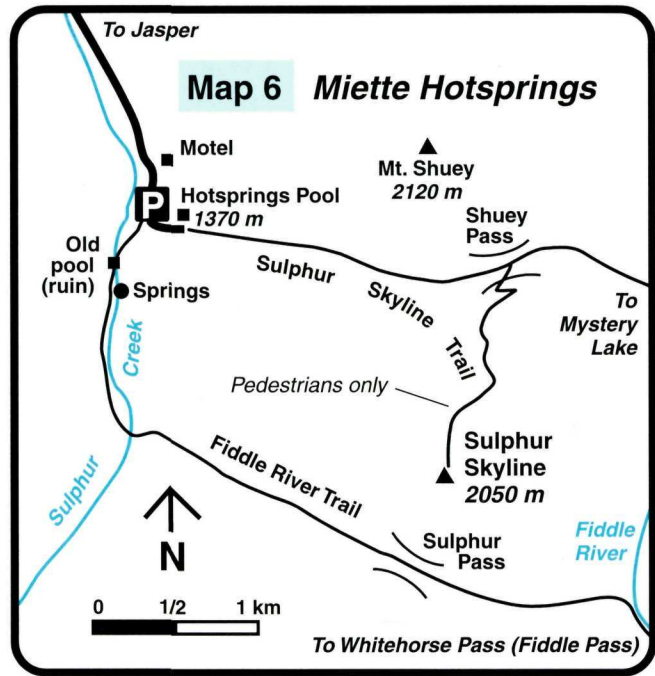 To Jasper
Map 6 Miette Hotsprings
Motel
Mt. Shuey
2120 m
P
Hotsprings Pool
1370 m
Shuey
Pass
Old
pool
(ruin)
Springs
Sulphur Skyline Trail
To
Mystery
Lake
Creek
Pedestrians only
Sulphur
Skyline
2050 m
Fiddle River Trail
Sulphur
N
Sulphur
Pass
Fiddle
River
0 1/2 1 km
To Whitehorse Pass (Fiddle Pass)